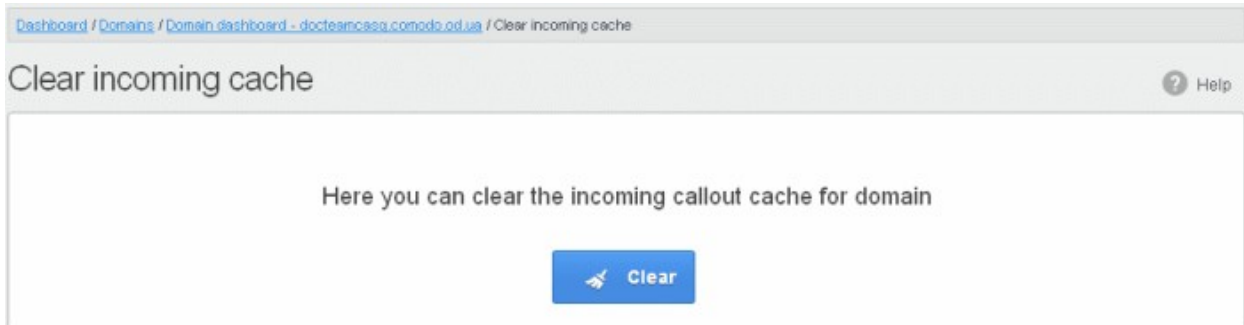 Dashboard / Domains / Domain dashboard - docteamcasg.comodo.od.ua / Clear incoming cache
Clear incoming cache
Help
Here you can clear the incoming callout cache for domain
Clear